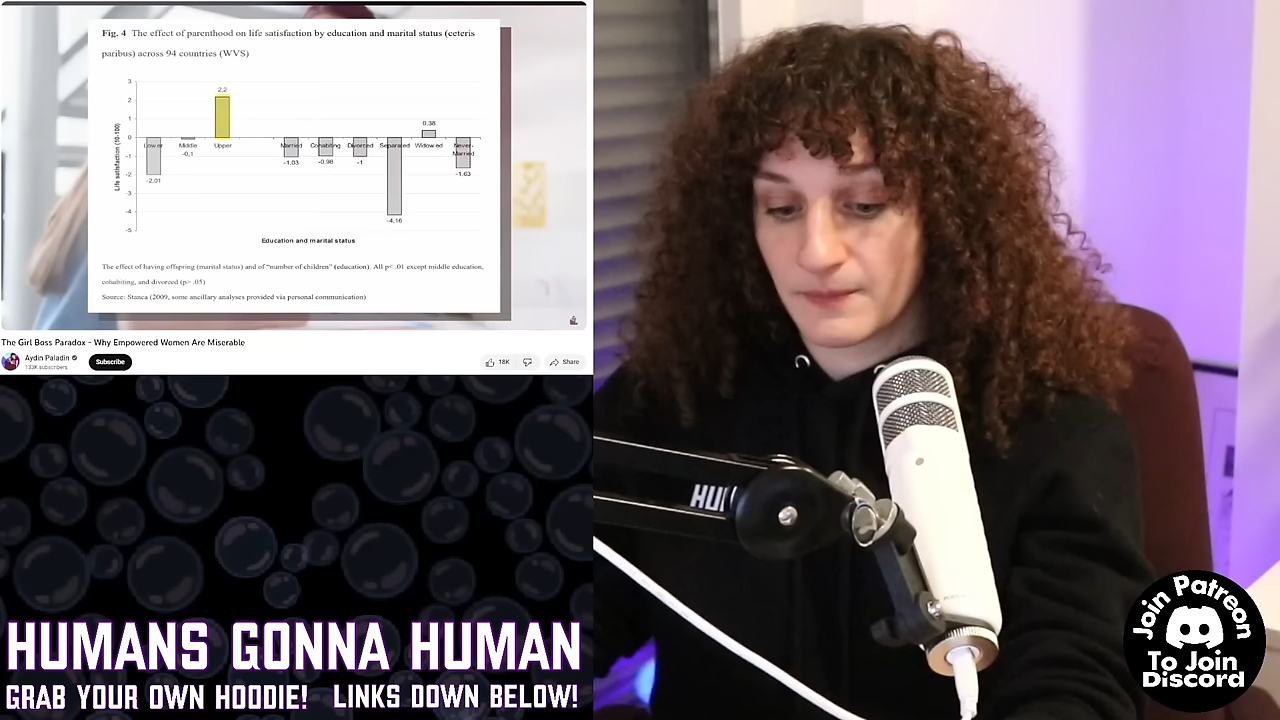 Fig. 4 The effect of parenthood on life satisfaction by education and marital status (ceteris
paribus) across 94 countries (WVS)
3
2
1
0
-1
-2
-3
-4
-5
Life satisfaction (10-100)
2,2
0,38
Lower Middle Upper Married Cohabiting Divorced Separated Widowed Never-
Married
-0,1
-1,03 -0,98 -1
-1,63
-2,01
-4,16
Education and marital status
The effect of having offspring (marital status) and of "number of children" (education). All p< .01 except middle education,
cohabiting, and divorced (p> .05)
Source: Stanca (2009, some ancillary analyses provided via personal communication)
The Girl Boss Paradox - Why Empowered Women Are Miserable
Aydin Paladin
133K subscribers
Subscribe
18K
Share
HUMANS GONNA HUMAN
GRAB YOUR OWN HOODIE! LINKS DOWN BELOW!
HU
Join Patreon
To Join
Discord